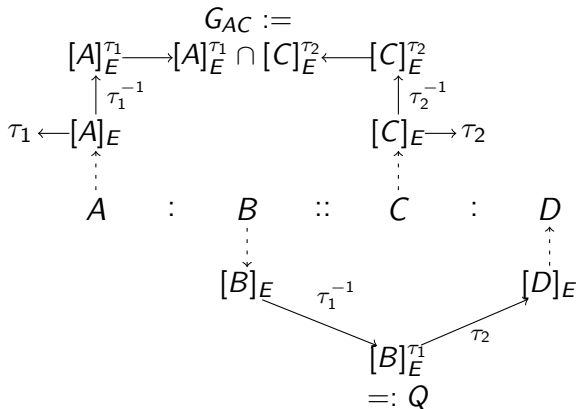 G_{AC} :=
[A]_E^{τ_1} → [A]_E^{τ_1} ∩ [C]_E^{τ_2} ← [C]_E^{τ_2}
τ_1^{-1} τ_2^{-1}
τ_1 ← [A]_E [C]_E → τ_2
A : B :: C : D
[B]_E [D]_E
τ_1^{-1} τ_2
[B]_E^{τ_1}
=: Q